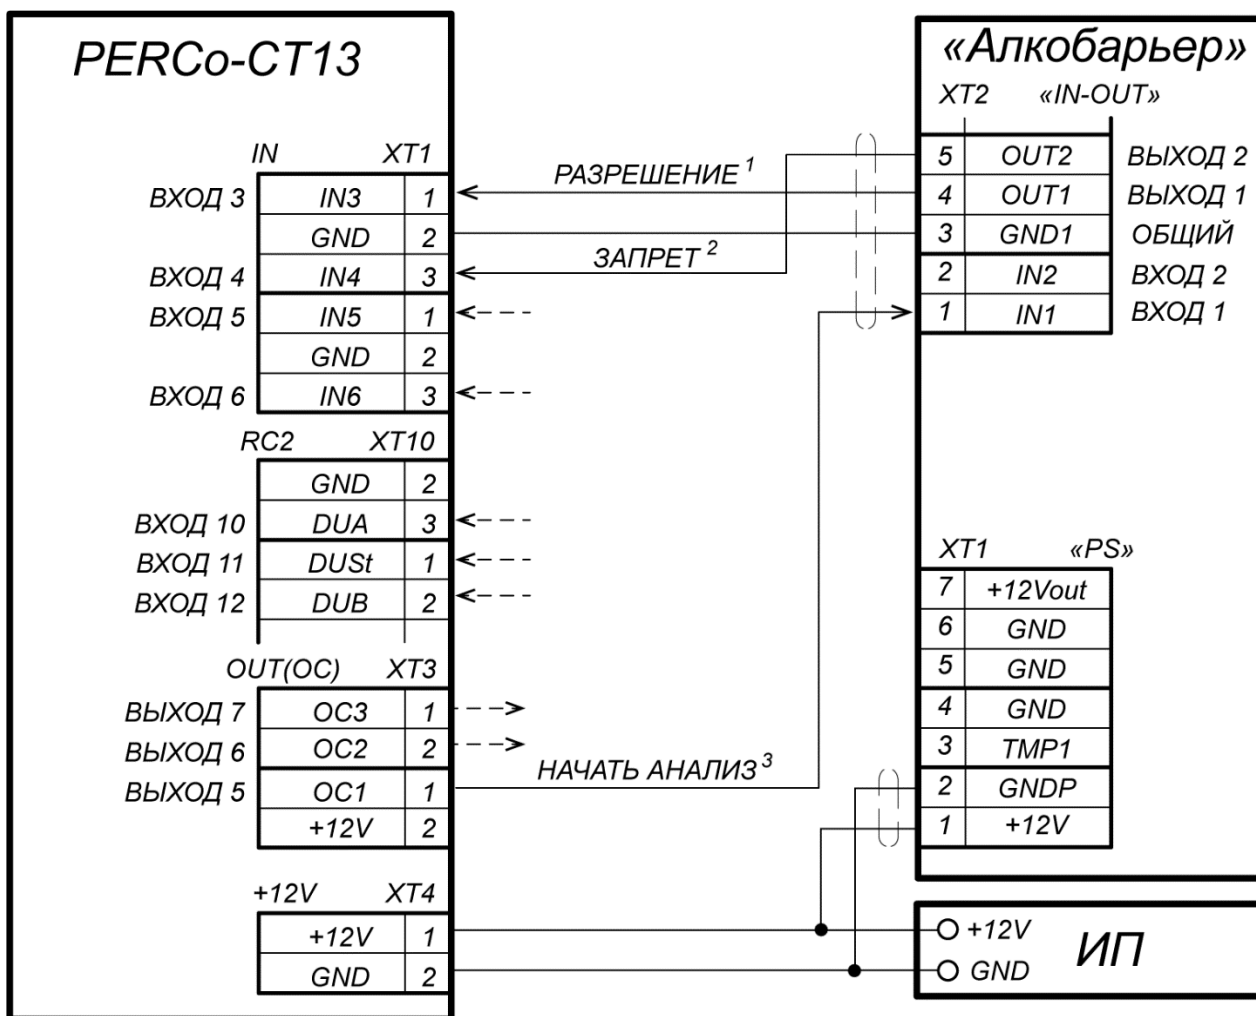 PERCo-CT13
IN XT1
ВХОД 3 IN3 1
GND 2
ВХОД 4 IN4 3
ВХОД 5 IN5 1
GND 2
ВХОД 6 IN6 3
RC2 XT10
GND 2
ВХОД 10 DUA 3
ВХОД 11 DUSt 1
ВХОД 12 DUB 2
OUT(OC) XT3
ВЫХОД 7 OC3 1
ВЫХОД 6 OC2 2
ВЫХОД 5 OC1 1
+12V 2
+12V XT4
+12V 1
GND 2
РАЗРЕШЕНИЕ 1
ЗАПРЕТ 2
НАЧАТЬ АНАЛИЗ 3
«Алкобарьер»
XT2 «IN-OUT»
5 OUT2 ВЫХОД 2
4 OUT1 ВЫХОД 1
3 GND1 ОБЩИЙ
2 IN2 ВХОД 2
1 IN1 ВХОД 1
XT1 «PS»
7 +12Vout
6 GND
5 GND
4 GND
3 TMP1
2 GNDP
1 +12V
+12V
GND
ИП